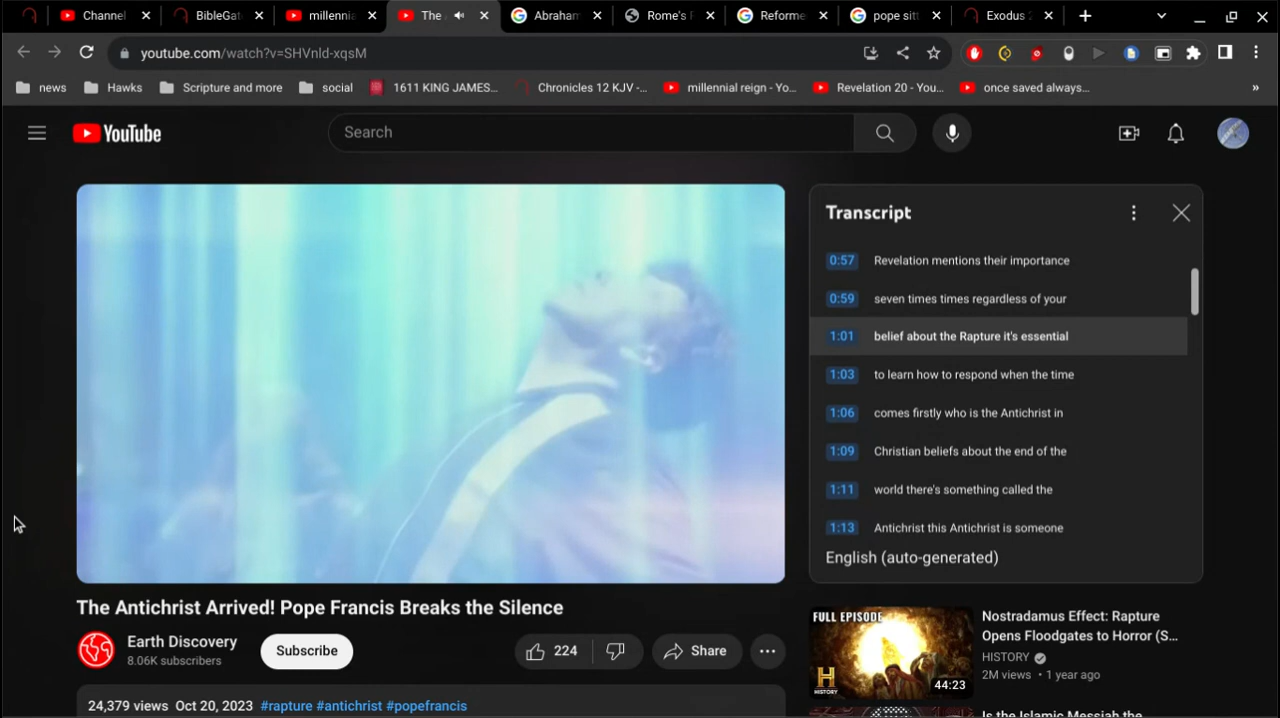 Channel
BibleGat
millennia
The
Abraham
Rome's F
Reforme
pope sitt
Exodus 2
youtube.com/watch?v=SHVnld-xqsM
news
Hawks
Scripture and more
social
1611 KING JAMES...
Chronicles 12 KJV -...
millennial reign - Yo...
Revelation 20 - You...
once saved always...
»
YouTube
Search
Transcript
0:57 Revelation mentions their importance
0:59 seven times times regardless of your
1:01 belief about the Rapture it's essential
1:03 to learn how to respond when the time
1:06 comes firstly who is the Antichrist in
1:09 Christian beliefs about the end of the
1:11 world there's something called the
1:13 Antichrist this Antichrist is someone
English (auto-generated)
The Antichrist Arrived! Pope Francis Breaks the Silence
Earth Discovery
8.06K subscribers
Subscribe
224
Share
24,379 views Oct 20, 2023 #rapture #antichrist #popefrancis
FULL EPISODE
H
HISTORY
44:23
Nostradamus Effect: Rapture
Opens Floodgates to Horror (S...
HISTORY
2M views • 1 year ago
Is the Islamic Messiah the